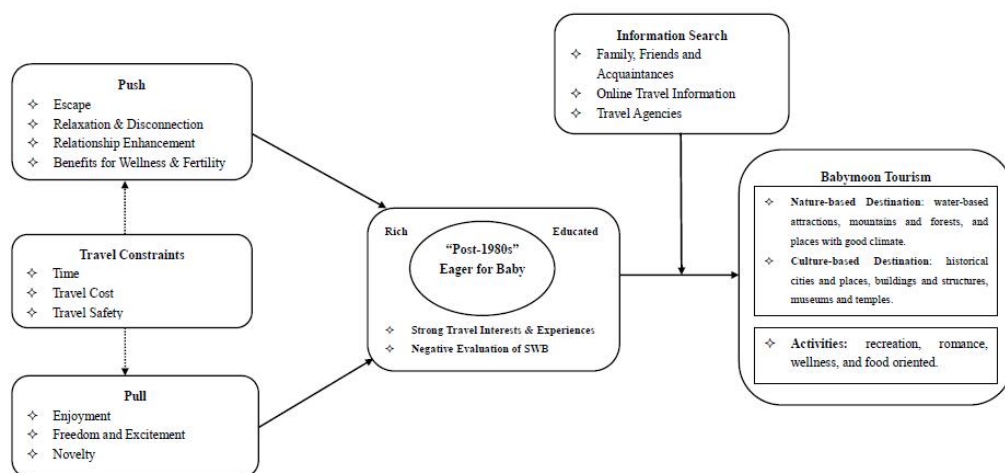 Push
✧ Escape
✧ Relaxation & Disconnection
✧ Relationship Enhancement
✧ Benefits for Wellness & Fertility
Travel Constraints
✧ Time
✧ Travel Cost
✧ Travel Safety
Pull
✧ Enjoyment
✧ Freedom and Excitement
✧ Novelty
Rich
Educated
“Post-1980s”
Eager for Baby
✧ Strong Travel Interests & Experiences
✧ Negative Evaluation of SWB
Information Search
✧ Family, Friends and
Acquaintances
✧ Online Travel Information
✧ Travel Agencies
Babymoon Tourism
✧ Nature-based Destination: water-based
attractions, mountains and forests, and
places with good climate.
✧ Culture-based Destination: historical
cities and places, buildings and structures,
museums and temples.
✧ Activities: recreation, romance,
wellness, and food oriented.